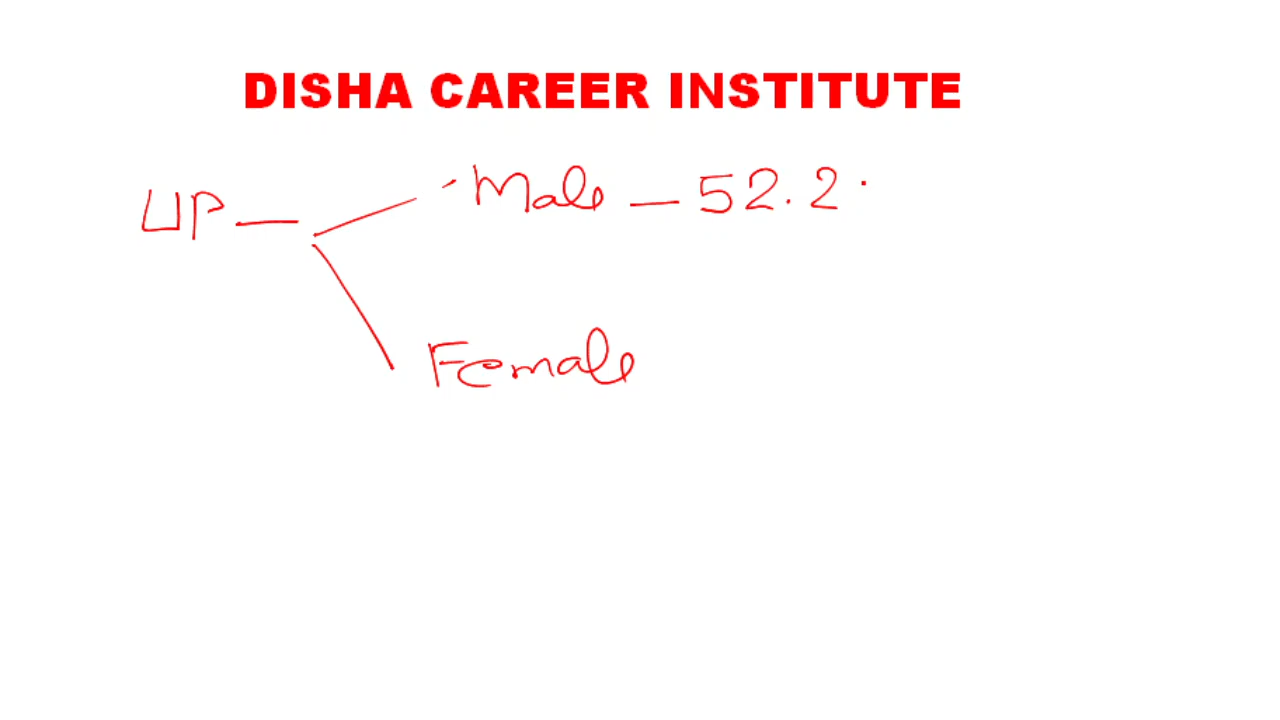 DISHA CAREER INSTITUTE
UP — Male — 52.2
Female